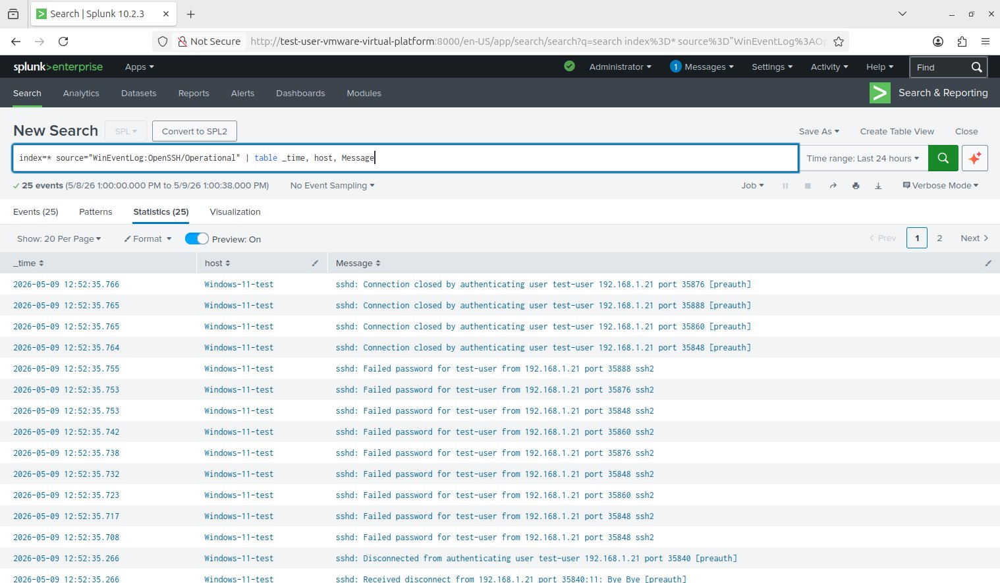 Search | Splunk 10.2.3
Not Secure http://test-user-vmware-virtual-platform:8000/en-US/app/search/search?q=search index%3D* source%3D"WinEventLog%3AOp
splunk>enterprise Apps Administrator 1 Messages Settings Activity Help Find
Search Analytics Datasets Reports Alerts Dashboards Modules Search & Reporting
New Search SPL Convert to SPL2 Save As Create Table View Close
index=* source="WinEventLog:OpenSSH/Operational" | table _time, host, Message Time range: Last 24 hours
25 events (5/8/26 1:00:00.000 PM to 5/9/26 1:00:38.000 PM) No Event Sampling Job Verbose Mode
Events (25) Patterns Statistics (25) Visualization
Show: 20 Per Page Format Preview: On Prev 1 2 Next
_time host Message
2026-05-09 12:52:35.766 Windows-11-test sshd: Connection closed by authenticating user test-user 192.168.1.21 port 35876 [preauth]
2026-05-09 12:52:35.765 Windows-11-test sshd: Connection closed by authenticating user test-user 192.168.1.21 port 35888 [preauth]
2026-05-09 12:52:35.765 Windows-11-test sshd: Connection closed by authenticating user test-user 192.168.1.21 port 35860 [preauth]
2026-05-09 12:52:35.764 Windows-11-test sshd: Connection closed by authenticating user test-user 192.168.1.21 port 35848 [preauth]
2026-05-09 12:52:35.755 Windows-11-test sshd: Failed password for test-user from 192.168.1.21 port 35888 ssh2
2026-05-09 12:52:35.753 Windows-11-test sshd: Failed password for test-user from 192.168.1.21 port 35876 ssh2
2026-05-09 12:52:35.753 Windows-11-test sshd: Failed password for test-user from 192.168.1.21 port 35848 ssh2
2026-05-09 12:52:35.742 Windows-11-test sshd: Failed password for test-user from 192.168.1.21 port 35860 ssh2
2026-05-09 12:52:35.738 Windows-11-test sshd: Failed password for test-user from 192.168.1.21 port 35876 ssh2
2026-05-09 12:52:35.732 Windows-11-test sshd: Failed password for test-user from 192.168.1.21 port 35848 ssh2
2026-05-09 12:52:35.723 Windows-11-test sshd: Failed password for test-user from 192.168.1.21 port 35860 ssh2
2026-05-09 12:52:35.717 Windows-11-test sshd: Failed password for test-user from 192.168.1.21 port 35848 ssh2
2026-05-09 12:52:35.708 Windows-11-test sshd: Failed password for test-user from 192.168.1.21 port 35848 ssh2
2026-05-09 12:52:35.266 Windows-11-test sshd: Disconnected from authenticating user test-user 192.168.1.21 port 35840 [preauth]
2026-05-09 12:52:35.266 Windows-11-test sshd: Received disconnect from 192.168.1.21 port 35840:11: Bye Bye [preauth]